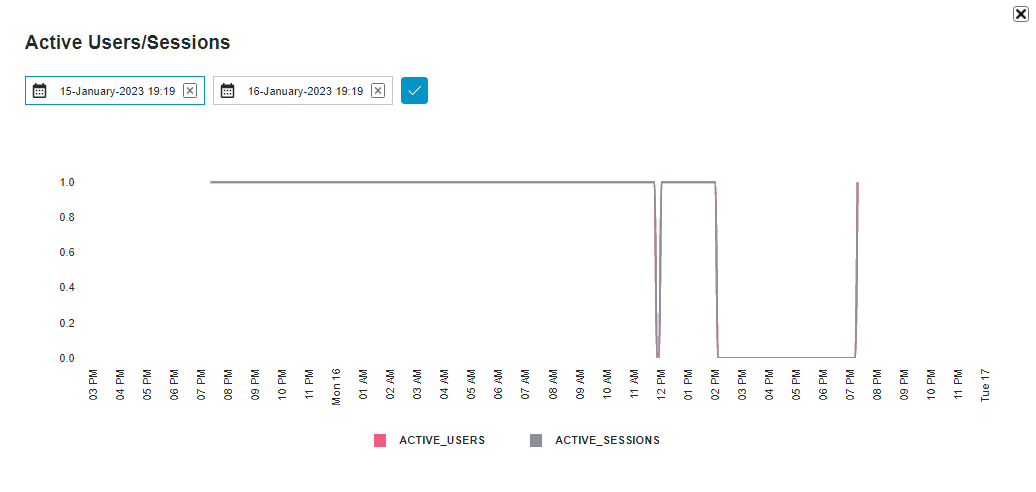 Active Users/Sessions
15-January-2023 19:19 16-January-2023 19:19
1.0
0.8
0.6
0.4
0.2
0.0
03 PM 04 PM 05 PM 06 PM 07 PM 08 PM 09 PM 10 PM 11 PM Mon 16 01 AM 02 AM 03 AM 04 AM 05 AM 06 AM 07 AM 08 AM 09 AM 10 AM 11 AM 12 PM 01 PM 02 PM 03 PM 04 PM 05 PM 06 PM 07 PM 08 PM 09 PM 10 PM 11 PM Tue 17
ACTIVE_USERS ACTIVE_SESSIONS